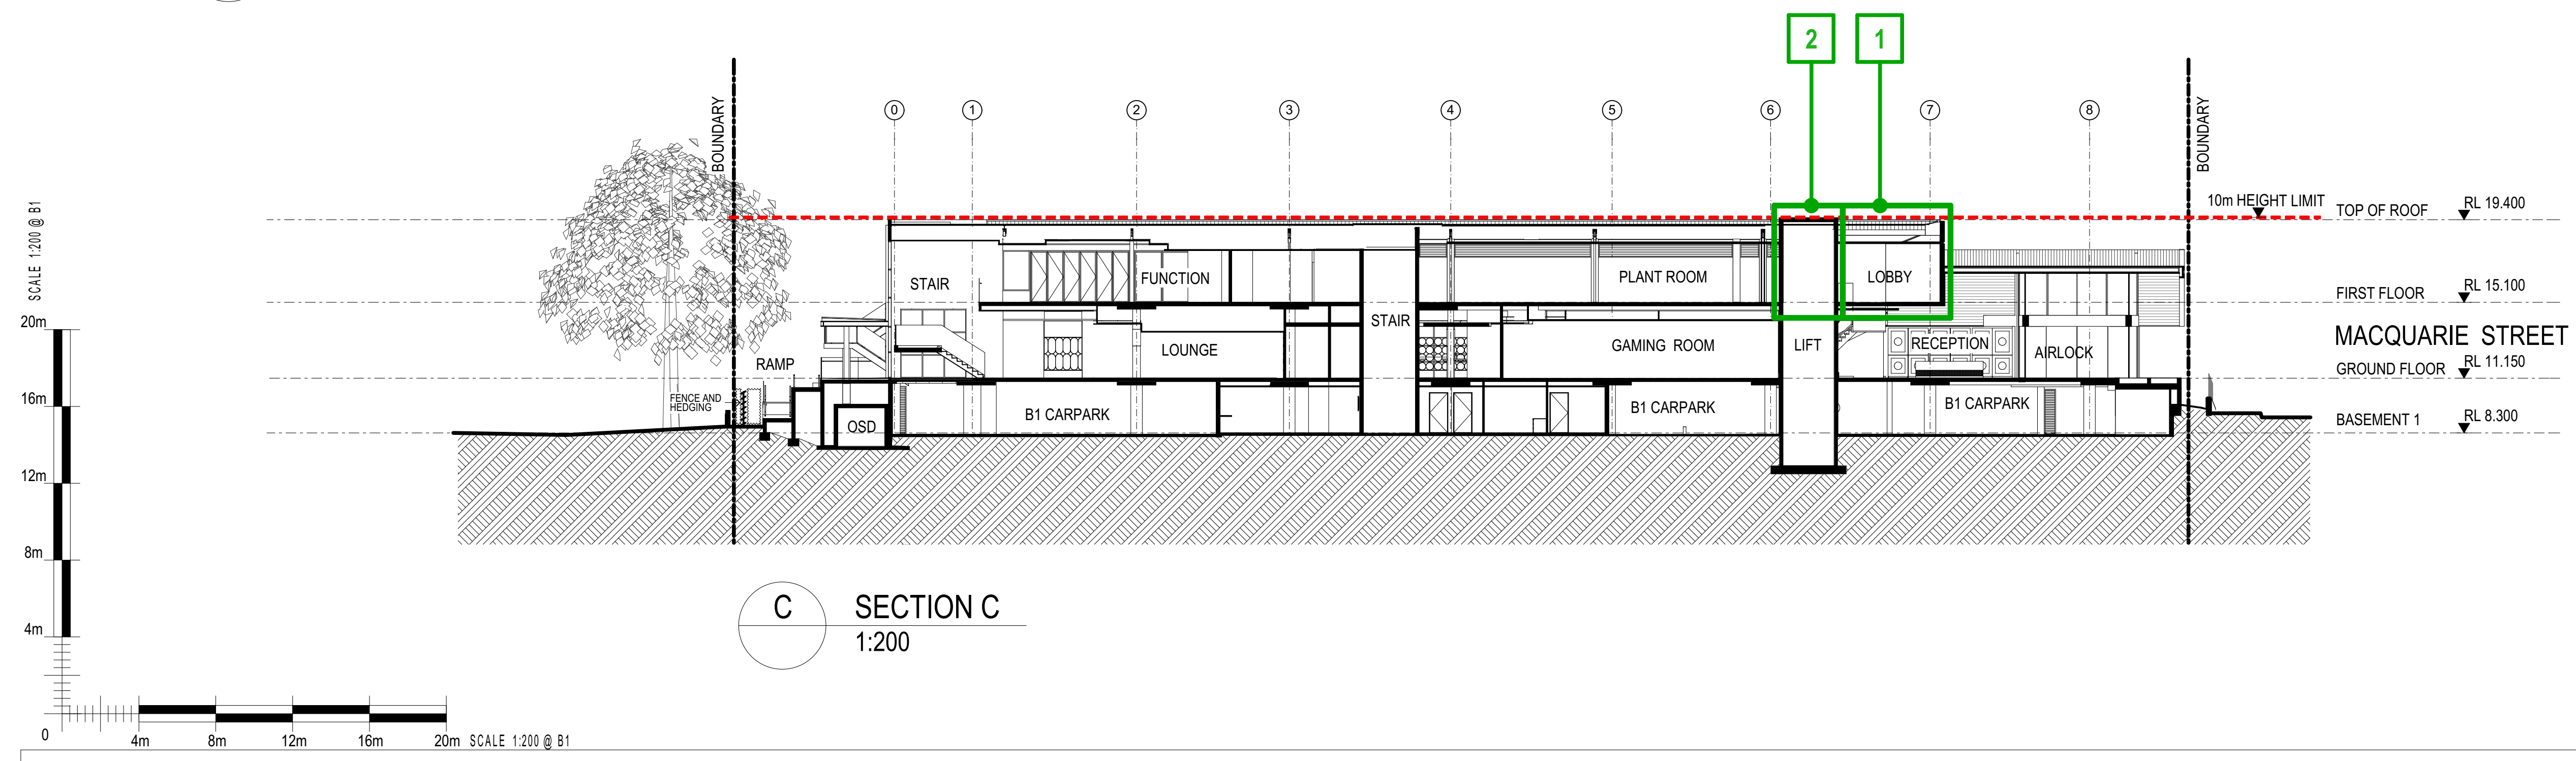 2
1
BOUNDARY
BOUNDARY
0
1
2
3
4
5
6
7
8
10m HEIGHT LIMIT
TOP OF ROOF
RL 19.400
STAIR
FUNCTION
PLANT ROOM
LOBBY
FIRST FLOOR
RL 15.100
STAIR
LOUNGE
GAMING ROOM
LIFT
RECEPTION
AIRLOCK
MACQUARIE STREET
RAMP
GROUND FLOOR
RL 11.150
FENCE AND
HEDGING
OSD
B1 CARPARK
B1 CARPARK
B1 CARPARK
BASEMENT 1
RL 8.300
SCALE 1:200 @ B1
20m
16m
12m
8m
4m
0
4m
8m
12m
16m
20m
SCALE 1:200 @ B1
C
SECTION C
1:200